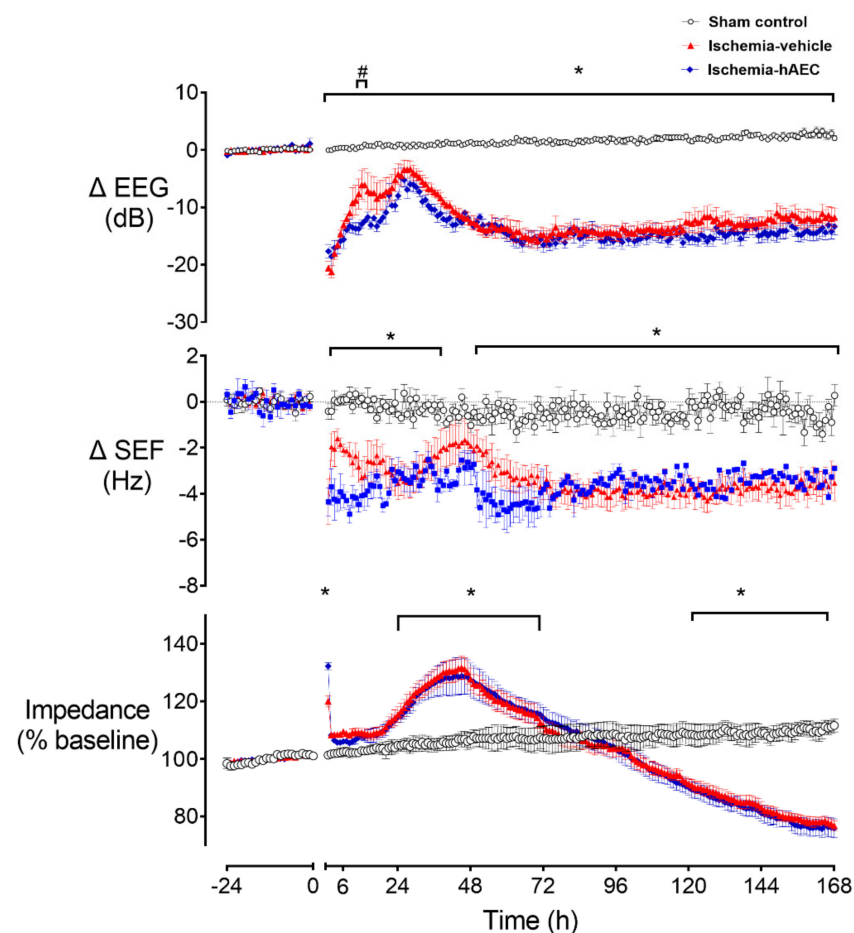 Sham control
Ischemia-vehicle
Ischemia-hAEC
# *
10
0
-10
-20
-30
Δ EEG
(dB)
* *
2
0
-2
-4
-6
-8
Δ SEF
(Hz)
* * *
140
120
100
80
Impedance
(% baseline)
-24 0 6 24 48 72 96 120 144 168
Time (h)